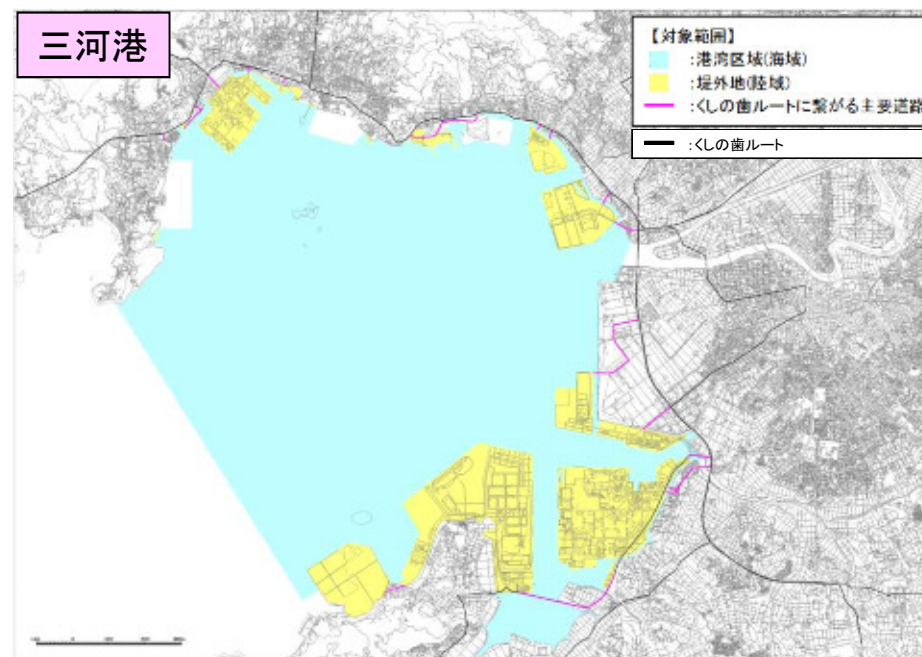 三河港
【対象範囲】
:港湾区域(海域)
:堤外地(陸域)
:くしの歯ルートに繋がる主要道路
:くしの歯ルート